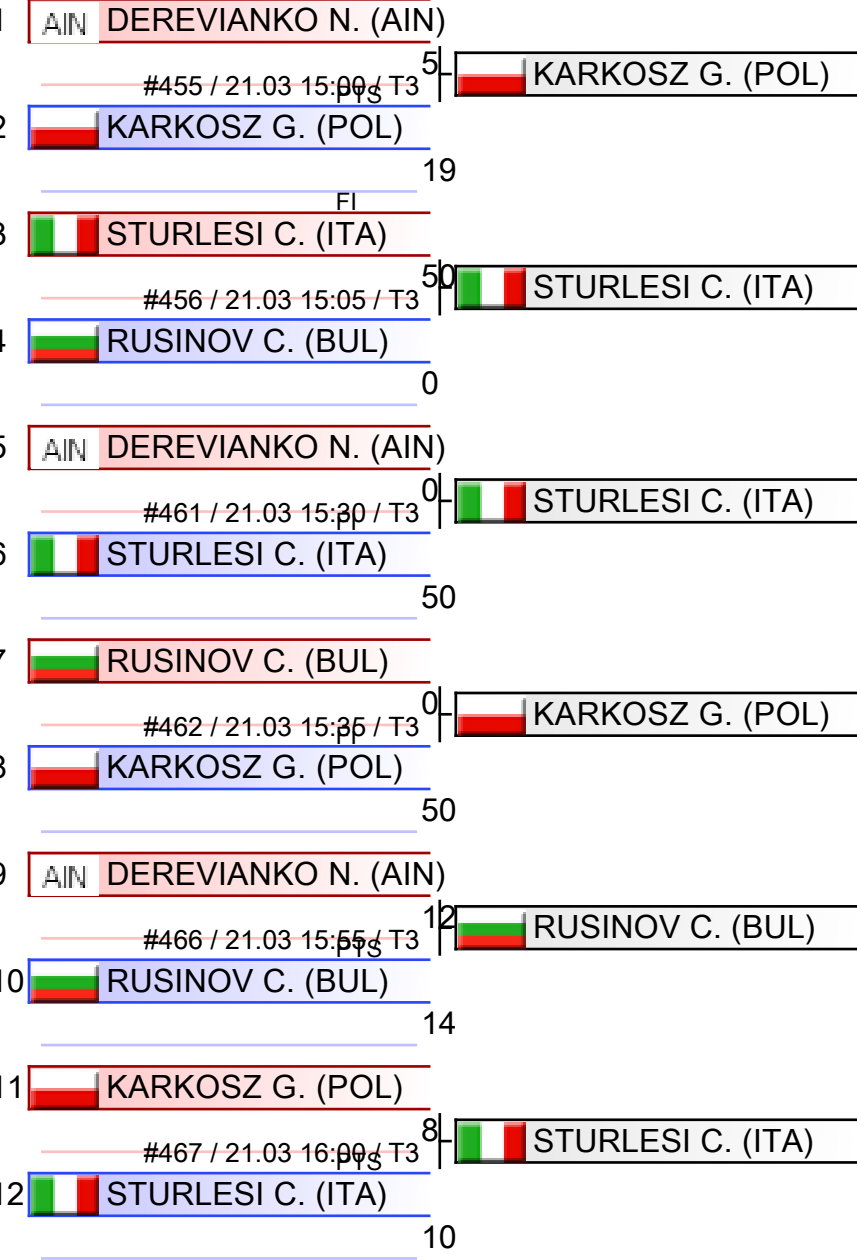 1 AIN DEREVIANKO N. (AIN)
5 KARKOSZ G. (POL)
#455 / 21.03 15:00 / T3
PTS
2 KARKOSZ G. (POL)
19
FI
3 STURLESI C. (ITA)
50 STURLESI C. (ITA)
#456 / 21.03 15:05 / T3
4 RUSINOV C. (BUL)
0
5 AIN DEREVIANKO N. (AIN)
0 STURLESI C. (ITA)
#461 / 21.03 15:30 / T3
PP
6 STURLESI C. (ITA)
50
7 RUSINOV C. (BUL)
0 KARKOSZ G. (POL)
#462 / 21.03 15:35 / T3
PP
8 KARKOSZ G. (POL)
50
9 AIN DEREVIANKO N. (AIN)
12 RUSINOV C. (BUL)
#466 / 21.03 15:55 / T3
PTS
10 RUSINOV C. (BUL)
14
11 KARKOSZ G. (POL)
8 STURLESI C. (ITA)
#467 / 21.03 16:00 / T3
PTS
12 STURLESI C. (ITA)
10